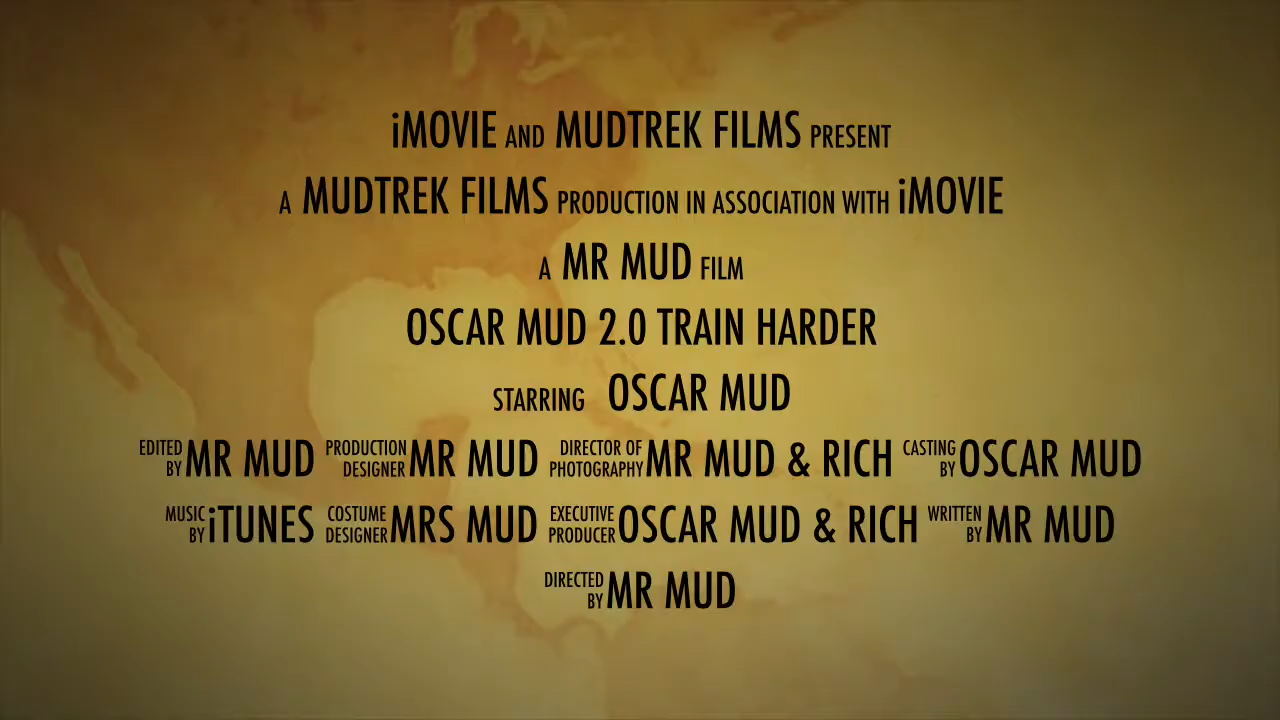 iMOVIE AND MUDTREK FILMS PRESENT
A MUDTREK FILMS PRODUCTION IN ASSOCIATION WITH iMOVIE
A MR MUD FILM
OSCAR MUD 2.0 TRAIN HARDER
STARRING OSCAR MUD
EDITED BY MR MUD PRODUCTION DESIGNER MR MUD DIRECTOR OF PHOTOGRAPHY MR MUD & RICH CASTING BY OSCAR MUD
MUSIC BY iTUNES COSTUME DESIGNER MRS MUD EXECUTIVE PRODUCER OSCAR MUD & RICH WRITTEN BY MR MUD
DIRECTED BY MR MUD